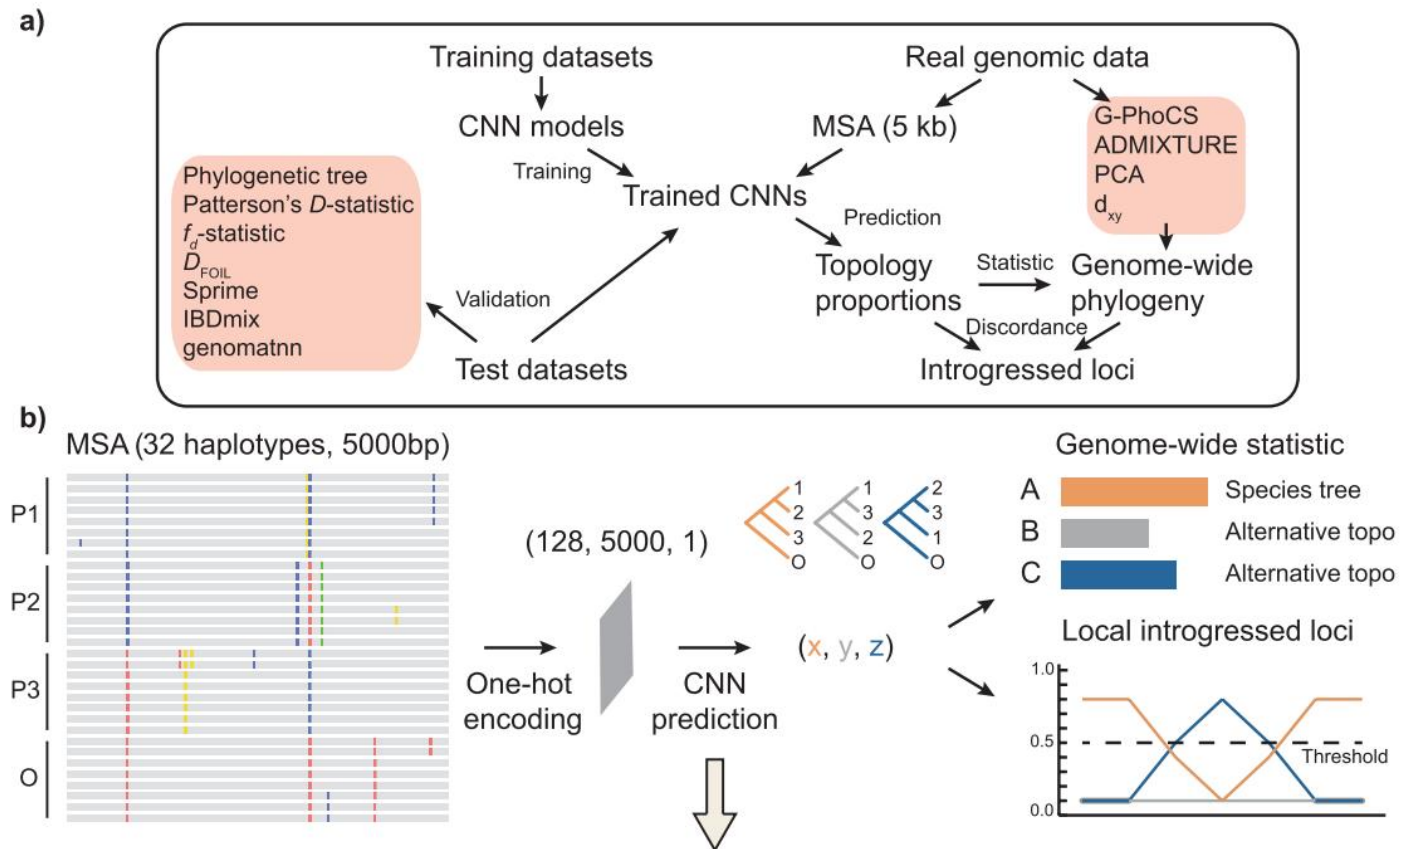 a)
Training datasets
Real genomic data
CNN models
MSA (5 kb)
G-PhoCS
ADMIXTURE
PCA
dxy
Training
Trained CNNs
Phylogenetic tree
Patterson's D-statistic
fd-statistic
DFOIL
Sprime
IBDmix
genomatnn
Prediction
Validation
Topology
proportions
Statistic
Genome-wide
phylogeny
Discordance
Test datasets
Introgressed loci
b)
MSA (32 haplotypes, 5000bp)
P1
P2
P3
O
(128, 5000, 1)
One-hot
encoding
1
2
3
O
1
3
2
O
2
3
1
O
(x, y, z)
CNN
prediction
Genome-wide statistic
A Species tree
B Alternative topo
C Alternative topo
Local introgressed loci
1.0
0.5
0.0
Threshold